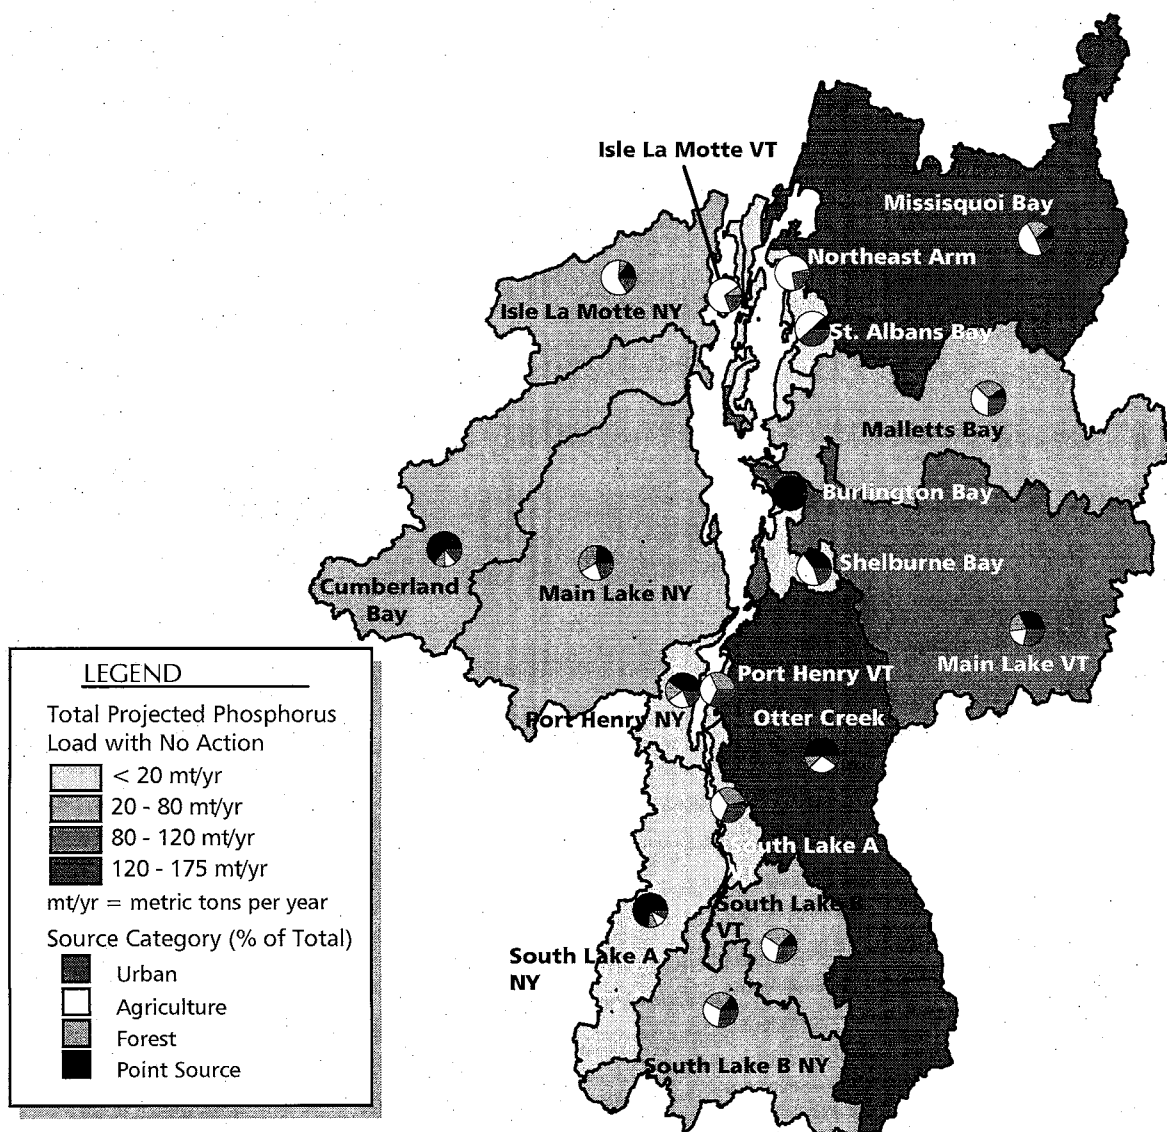 Isle La Motte VT
Missisquoi Bay
Northeast Arm
Isle La Motte NY
St. Albans Bay
Malletts Bay
Burlington Bay
Shelburne Bay
Cumberland
Bay
Main Lake NY
Main Lake VT
Port Henry VT
Port Henry NY
Otter Creek
South Lake A
South Lake B
VT
South Lake A
NY
South Lake B NY
LEGEND
Total Projected Phosphorus
Load with No Action
< 20 mt/yr
20 - 80 mt/yr
80 - 120 mt/yr
120 - 175 mt/yr
mt/yr = metric tons per year
Source Category (% of Total)
Urban
Agriculture
Forest
Point Source